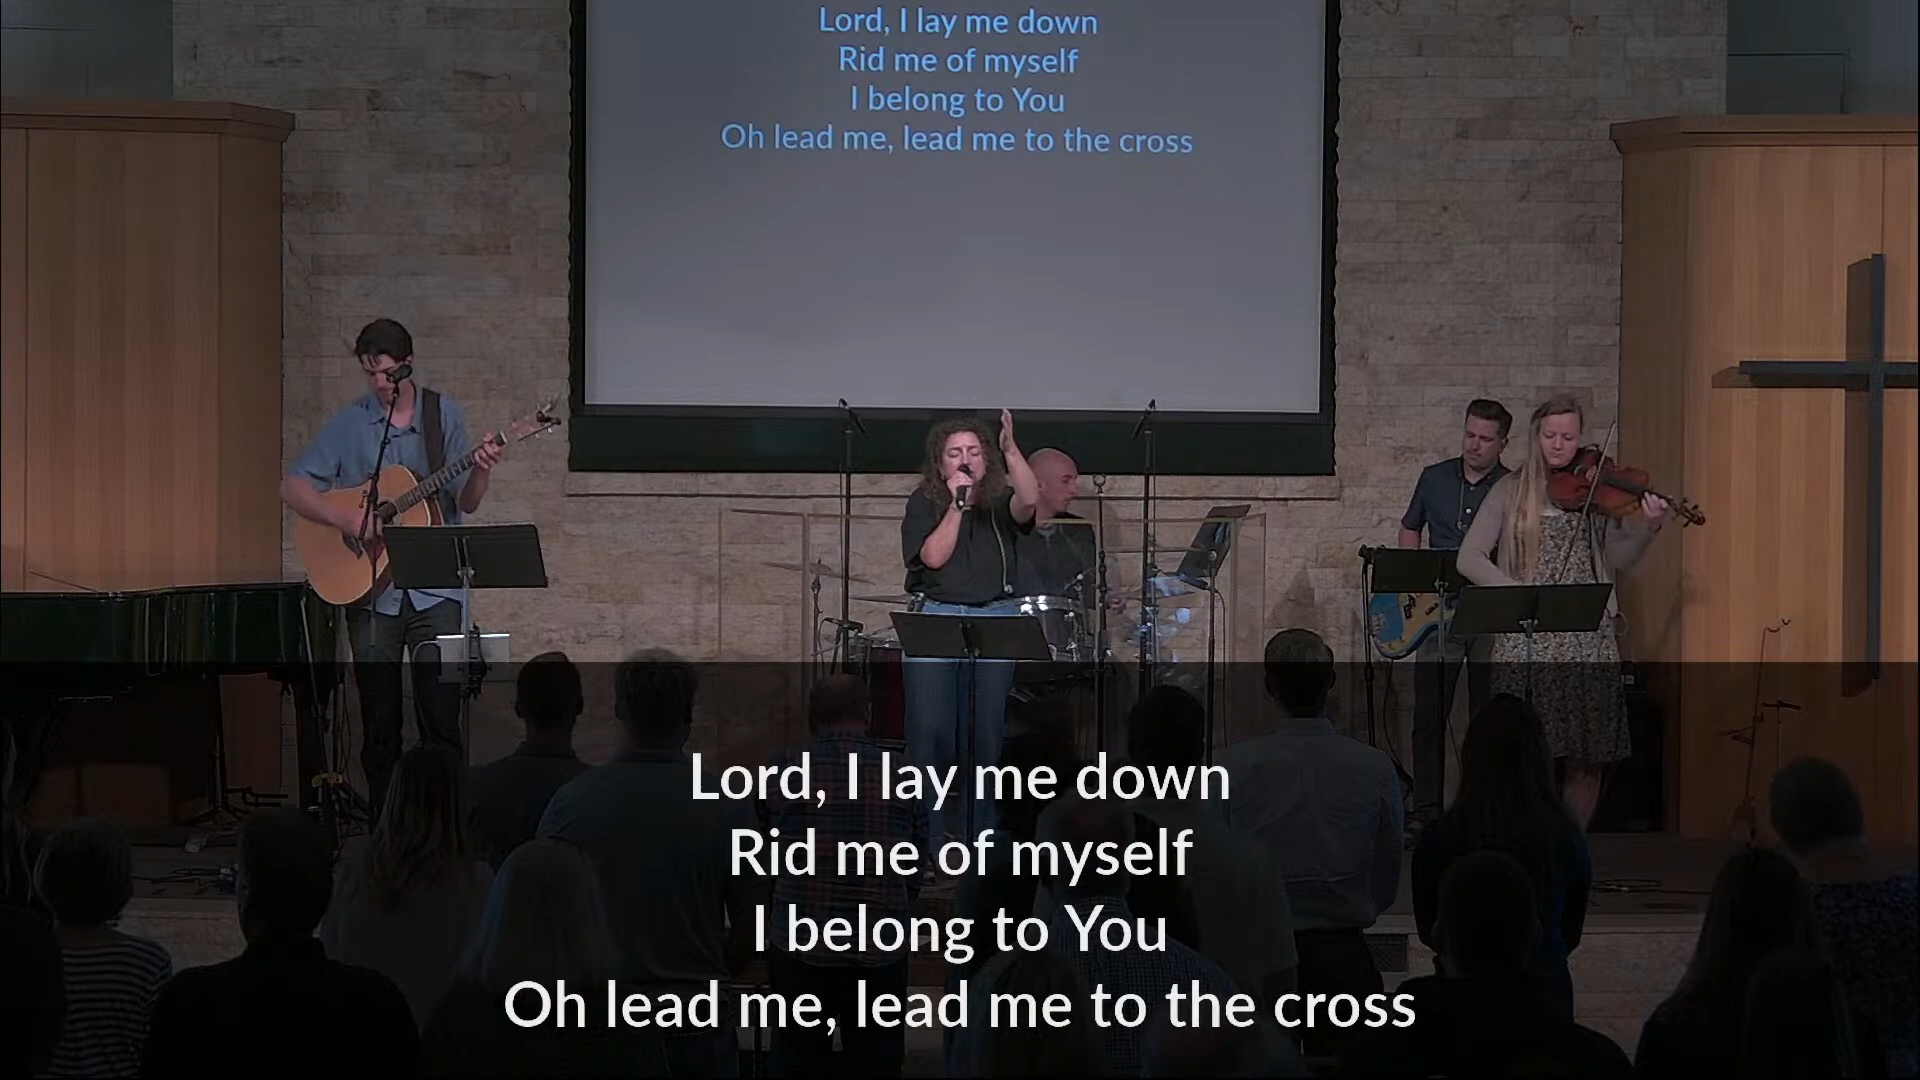 Lord, I lay me down
Rid me of myself
I belong to You
Oh lead me, lead me to the cross
Lord, I lay me down
Rid me of myself
I belong to You
Oh lead me, lead me to the cross